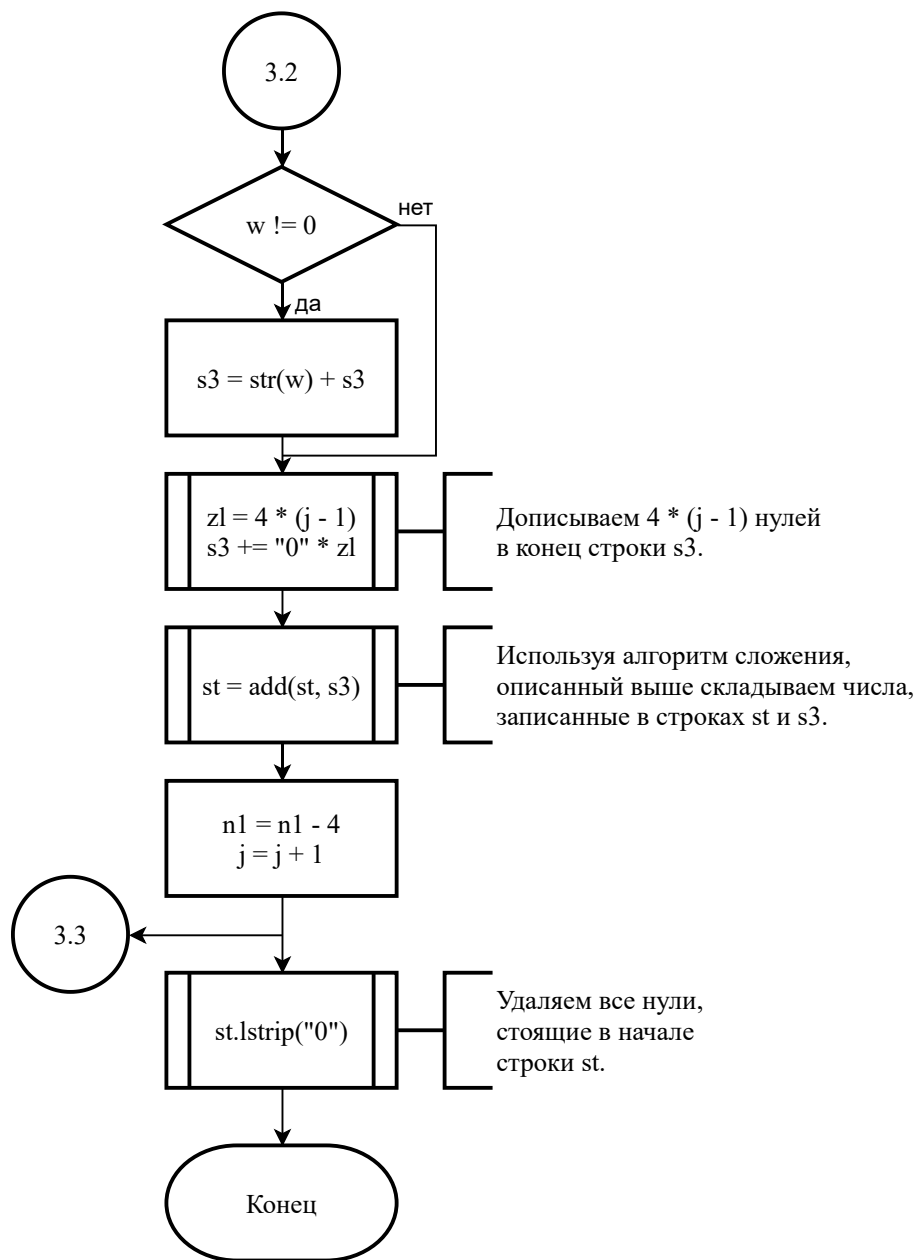 3.2
w != 0
нет
да
s3 = str(w) + s3
zl = 4 * (j - 1)
s3 += "0" * zl
Дописываем 4 * (j - 1) нулей
в конец строки s3.
st = add(st, s3)
Используя алгоритм сложения,
описанный выше складываем числа,
записанные в строках st и s3.
n1 = n1 - 4
j = j + 1
3.3
st.lstrip("0")
Удаляем все нули,
стоящие в начале
строки st.
Конец